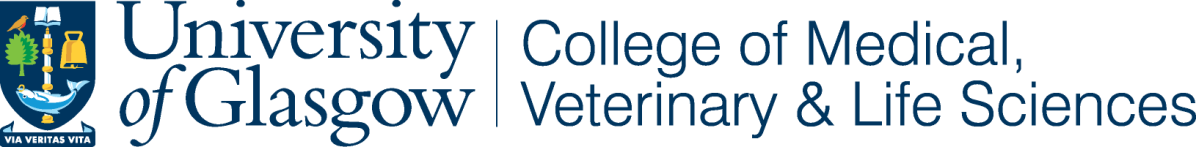 University
of Glasgow
College of Medical,
Veterinary & Life Sciences
VIA VERITAS VITA